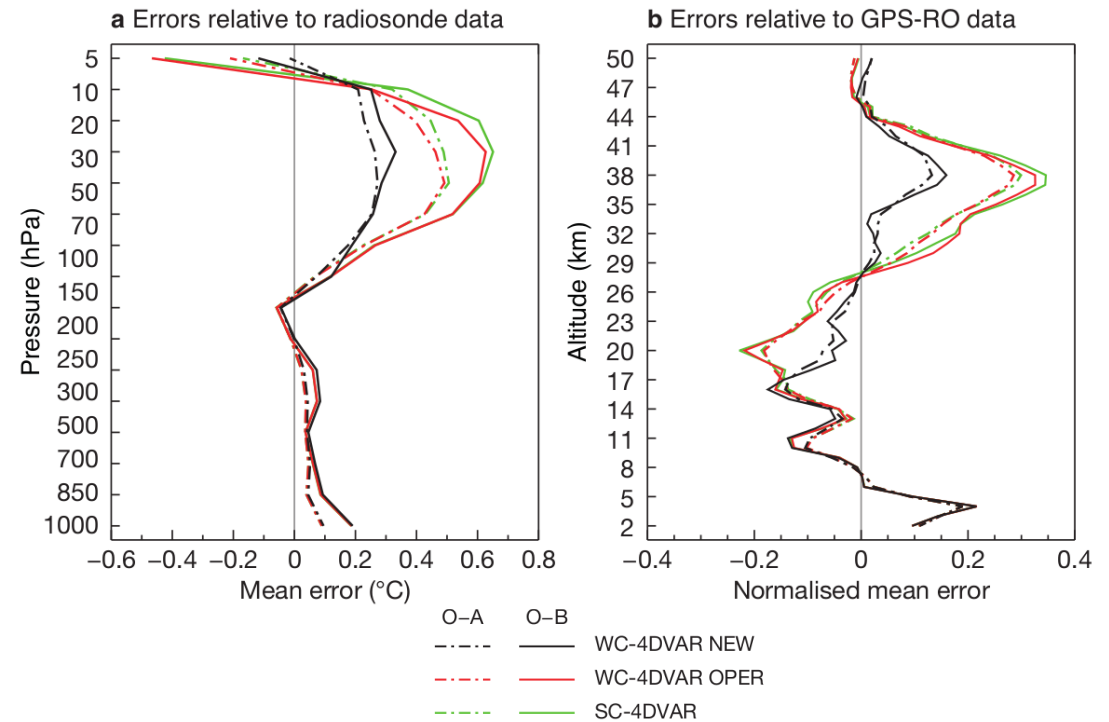 a Errors relative to radiosonde data
5
10
20
30
50
70
100
150
200
250
300
500
700
850
1000
Pressure (hPa)
−0.6 −0.4 −0.2 0 0.2 0.4 0.6 0.8
Mean error (°C)
b Errors relative to GPS-RO data
50
47
44
41
38
35
32
29
26
23
20
17
14
11
8
5
2
Altitude (km)
−0.4 −0.2 0 0.2 0.4
Normalised mean error
O−A O−B
WC-4DVAR NEW
WC-4DVAR OPER
SC-4DVAR